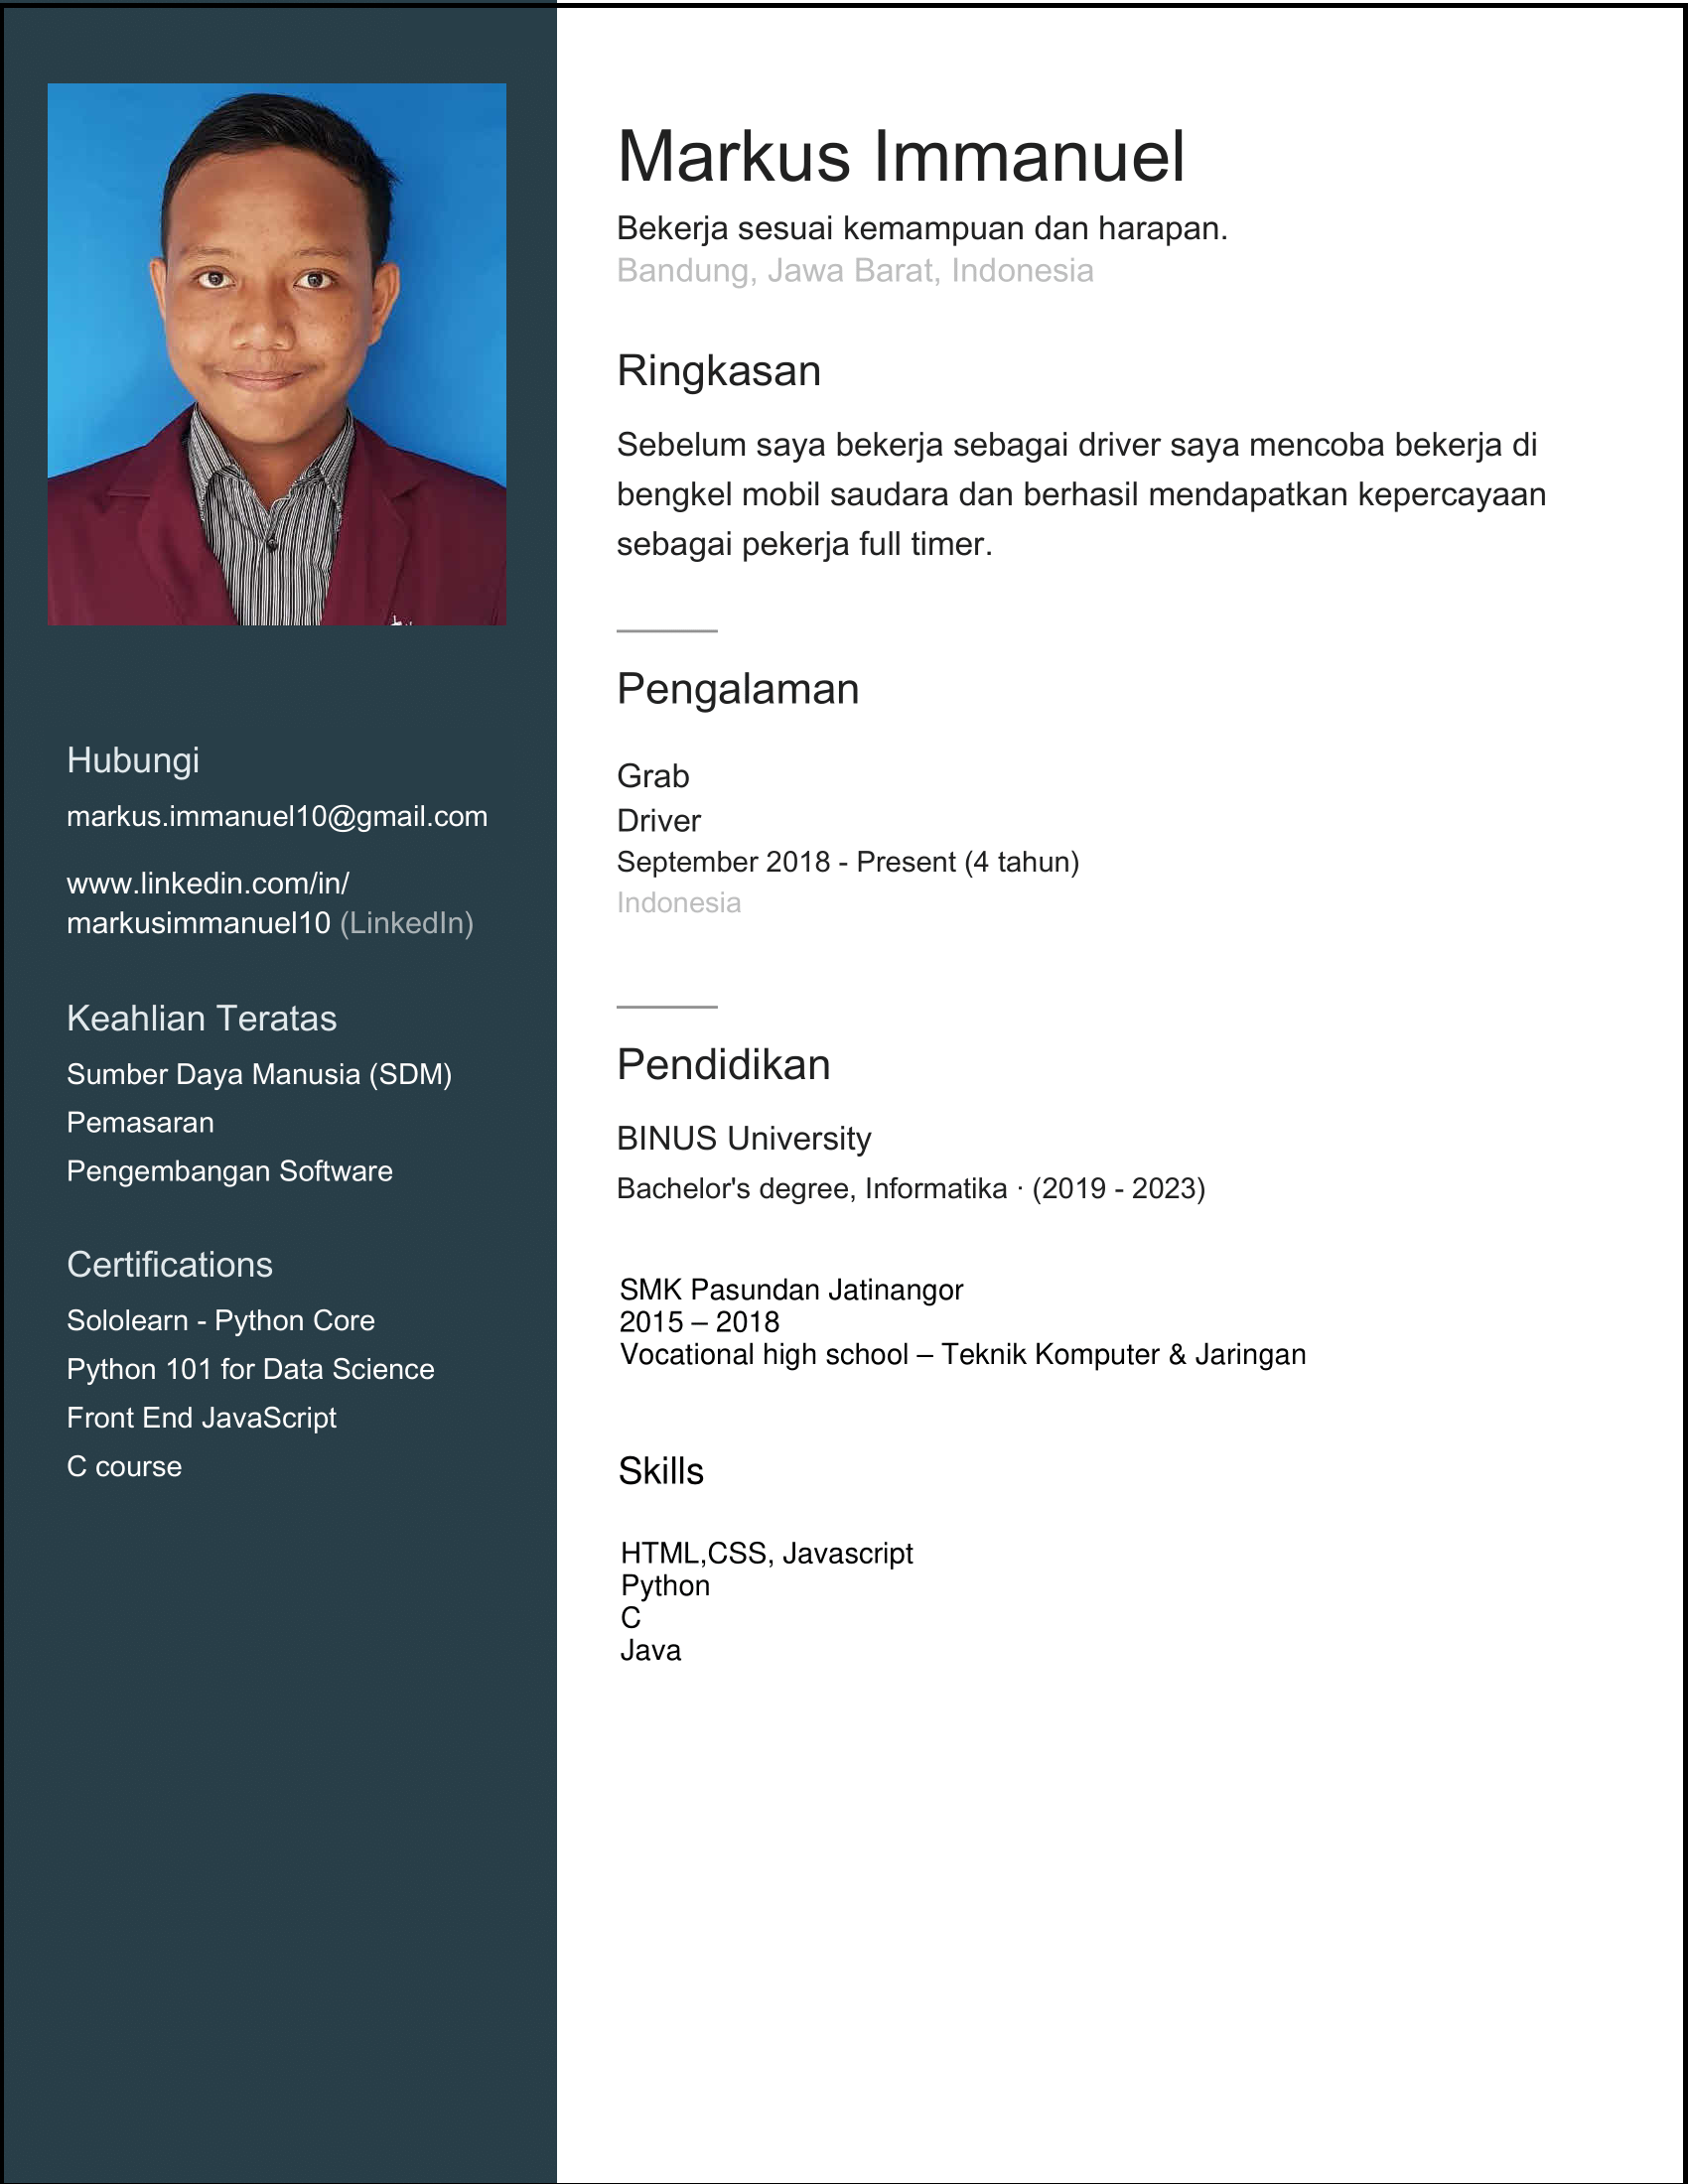 Markus Immanuel
Bekerja sesuai kemampuan dan harapan.
Bandung, Jawa Barat, Indonesia
Ringkasan
Sebelum saya bekerja sebagai driver saya mencoba bekerja di
bengkel mobil saudara dan berhasil mendapatkan kepercayaan
sebagai pekerja full timer.
Pengalaman
Grab
Driver
September 2018 - Present (4 tahun)
Indonesia
Pendidikan
BINUS University
Bachelor's degree, Informatika · (2019 - 2023)
SMK Pasundan Jatinangor
2015 – 2018
Vocational high school – Teknik Komputer & Jaringan
Skills
HTML,CSS, Javascript
Python
C
Java
Hubungi
markus.immanuel10@gmail.com
www.linkedin.com/in/
markusimmanuel10 (LinkedIn)
Keahlian Teratas
Sumber Daya Manusia (SDM)
Pemasaran
Pengembangan Software
Certifications
Sololearn - Python Core
Python 101 for Data Science
Front End JavaScript
C course